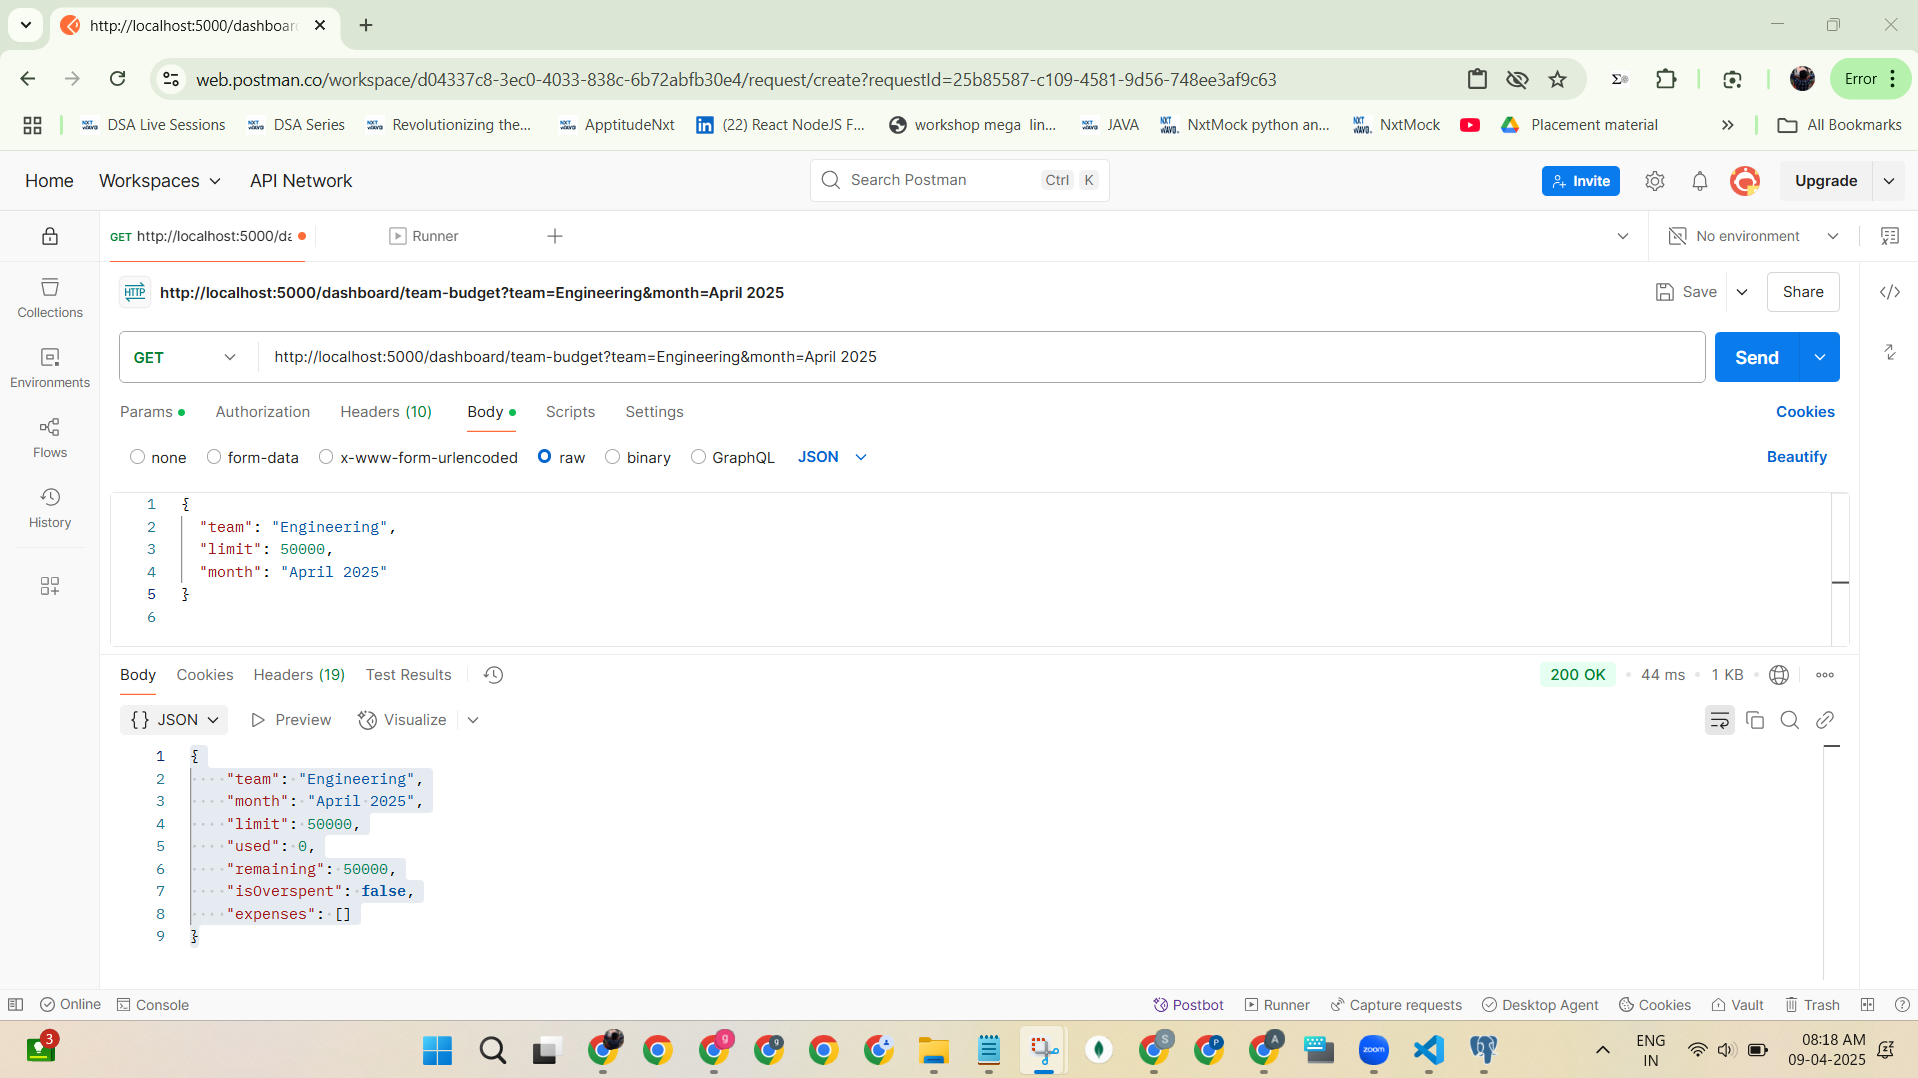 http://localhost:5000/dashboar
web.postman.co/workspace/d04337c8-3ec0-4033-838c-6b72abfb30e4/request/create?requestId=25b85587-c109-4581-9d56-748ee3af9c63
Error
DSA Live Sessions
DSA Series
Revolutionizing the...
ApptitudeNxt
(22) React NodeJS F...
workshop mega lin...
JAVA
NxtMock python an...
NxtMock
Placement material
All Bookmarks
Home
Workspaces
API Network
Search Postman
Ctrl K
Invite
Upgrade
GET http://localhost:5000/da
Runner
No environment
HTTP http://localhost:5000/dashboard/team-budget?team=Engineering&month=April 2025
Save
Share
Collections
Environments
Flows
History
GET
http://localhost:5000/dashboard/team-budget?team=Engineering&month=April 2025
Send
Params
Authorization
Headers (10)
Body
Scripts
Settings
Cookies
none
form-data
x-www-form-urlencoded
raw
binary
GraphQL
JSON
Beautify
1 {
2 "team": "Engineering",
3 "limit": 50000,
4 "month": "April 2025"
5 }
6
Body
Cookies
Headers (19)
Test Results
200 OK
44 ms
1 KB
{} JSON
Preview
Visualize
1 {
2 "team": "Engineering",
3 "month": "April 2025",
4 "limit": 50000,
5 "used": 0,
6 "remaining": 50000,
7 "isOverspent": false,
8 "expenses": []
9 }
Online
Console
Postbot
Runner
Capture requests
Desktop Agent
Cookies
Vault
Trash
3
g
g
S
P
A
zoom
ENG
IN
08:18 AM
09-04-2025